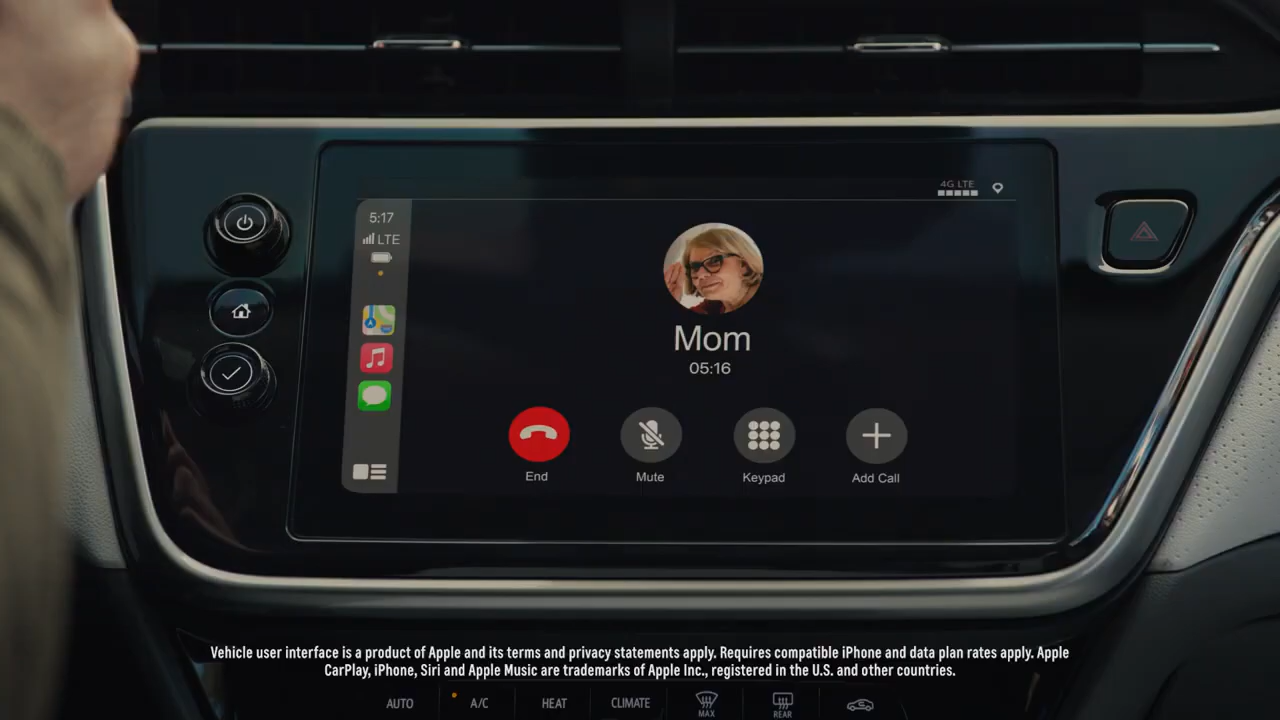 4G LTE
5:17
LTE
Mom
05:16
End
Mute
Keypad
Add Call
Vehicle user interface is a product of Apple and its terms and privacy statements apply. Requires compatible iPhone and data plan rates apply. Apple
CarPlay, iPhone, Siri and Apple Music are trademarks of Apple Inc., registered in the U.S. and other countries.
AUTO
A/C
HEAT
CLIMATE
MAX
REAR